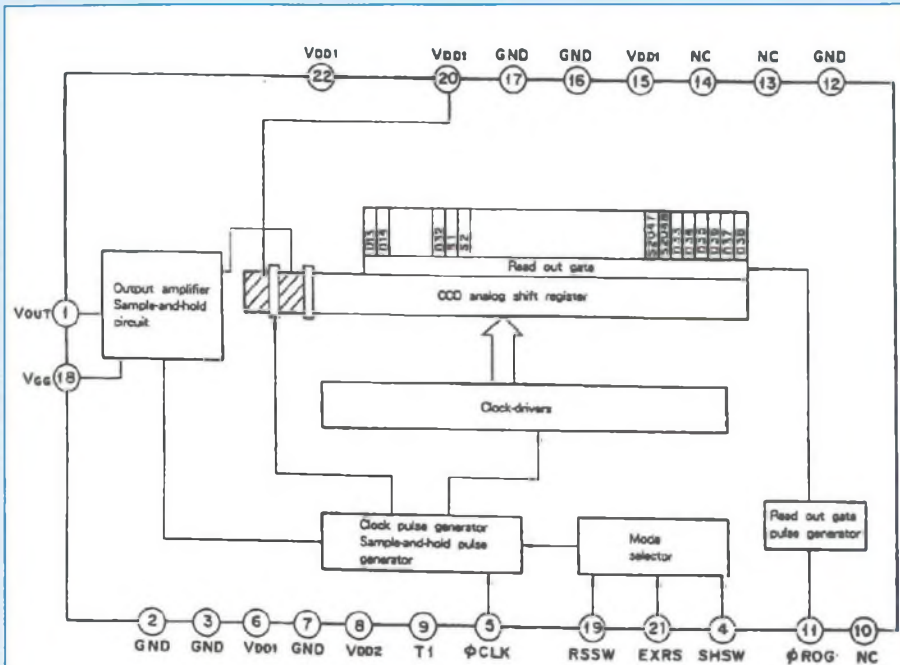 VDD1 VDD1 GND GND VDD1 NC NC GND
22 20 17 16 15 14 13 12
D13
D14
D32
S1
S2
S2047
S2048
D33
D34
D35
D36
D37
D38
Read out gate
CCD analog shift register
Output amplifier
Sample-and-hold
circuit
VOUT 1
VGG 18
Clock-drivers
Clock pulse generator
Sample-and-hold pulse
generator
Mode
selector
Read out gate
pulse generator
2 3 6 7 8 9 5 19 21 4 11 10
GND GND VDD1 GND VDD2 T1 φCLK RSSW EXRS SHSW φROG NC